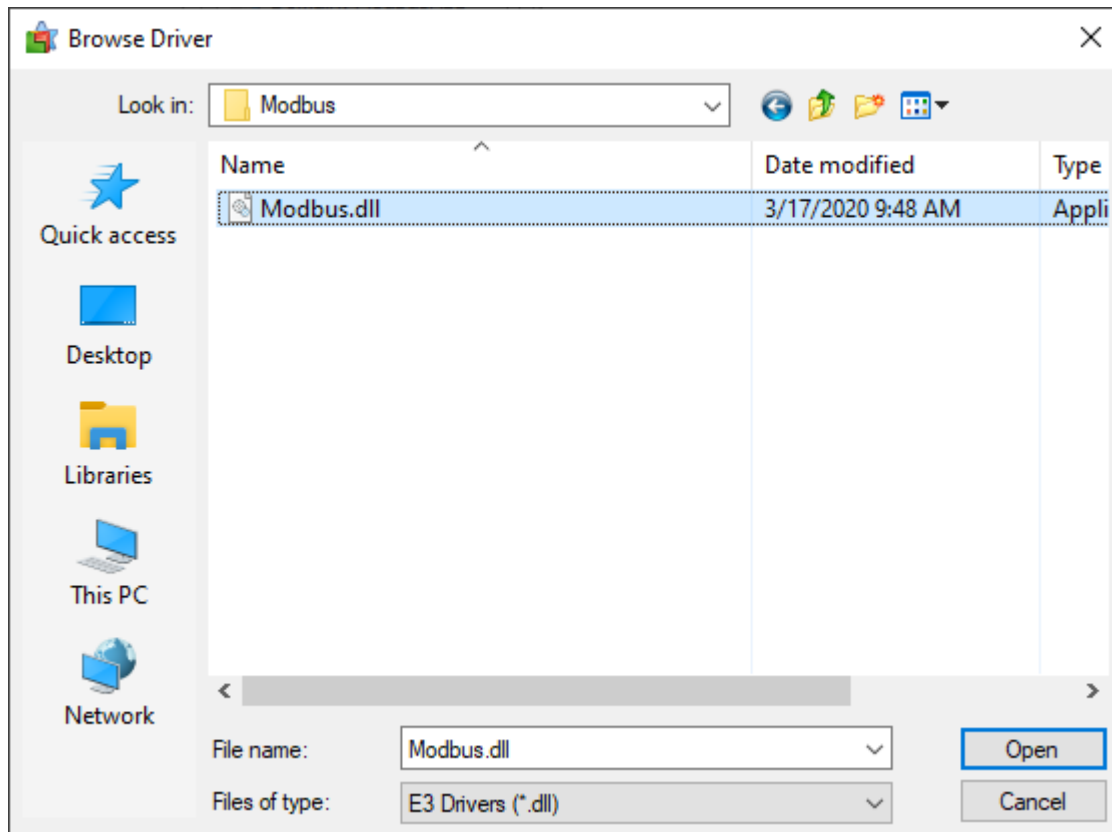 Browse Driver
Look in: Modbus
Name Date modified Type
Modbus.dll 3/17/2020 9:48 AM Appli
Quick access
Desktop
Libraries
This PC
Network
File name: Modbus.dll Open
Files of type: E3 Drivers (*.dll) Cancel